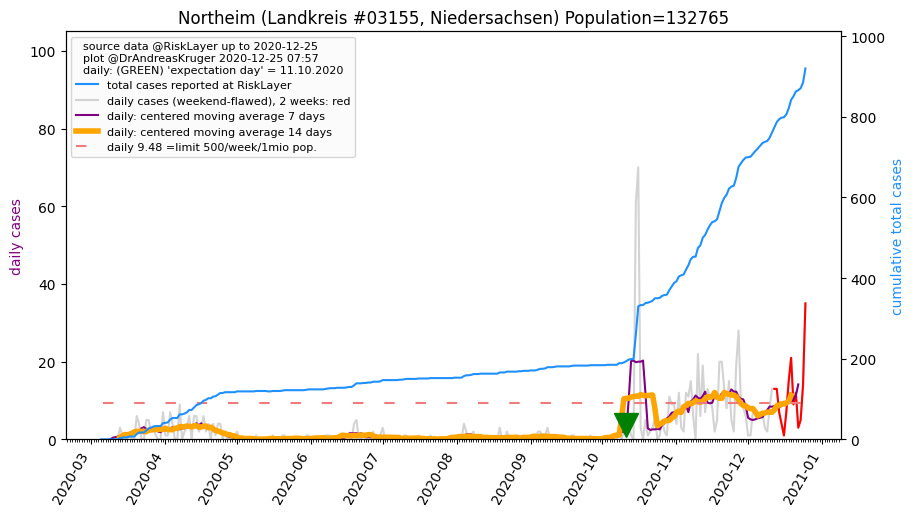 Northeim (Landkreis #03155, Niedersachsen) Population=132765
source data @RiskLayer up to 2020-12-25
plot @DrAndreasKruger 2020-12-25 07:57
daily: (GREEN) 'expectation day' = 11.10.2020
total cases reported at RiskLayer
daily cases (weekend-flawed), 2 weeks: red
daily: centered moving average 7 days
daily: centered moving average 14 days
daily 9.48 =limit 500/week/1mio pop.
daily cases
100
80
60
40
20
0
cumulative total cases
1000
800
600
400
200
0
2020-03
2020-04
2020-05
2020-06
2020-07
2020-08
2020-09
2020-10
2020-11
2020-12
2021-01